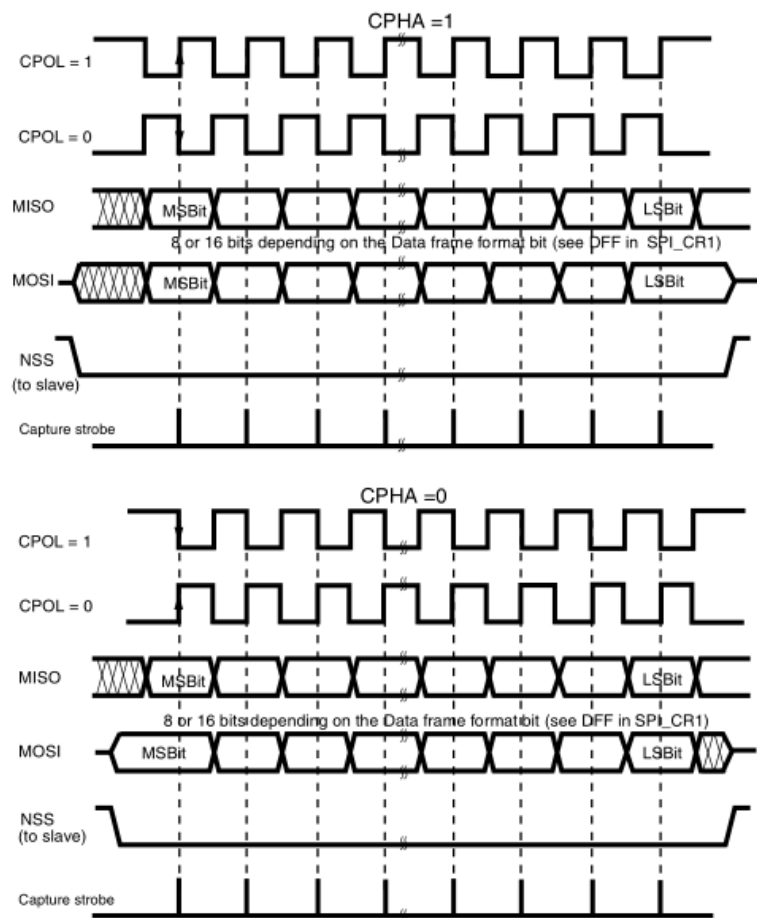 CPHA =1
CPOL = 1
CPOL = 0
MISO
MSBit
LSBit
8 or 16 bits depending on the Data frame format bit (see DFF in SPI_CR1)
MOSI
MSBit
LSBit
NSS
(to slave)
Capture strobe
CPHA =0
CPOL = 1
CPOL = 0
MISO
MSBit
LSBit
8 or 16 bits depending on the Data frame format bit (see DFF in SPI_CR1)
MOSI
MSBit
LSBit
NSS
(to slave)
Capture strobe